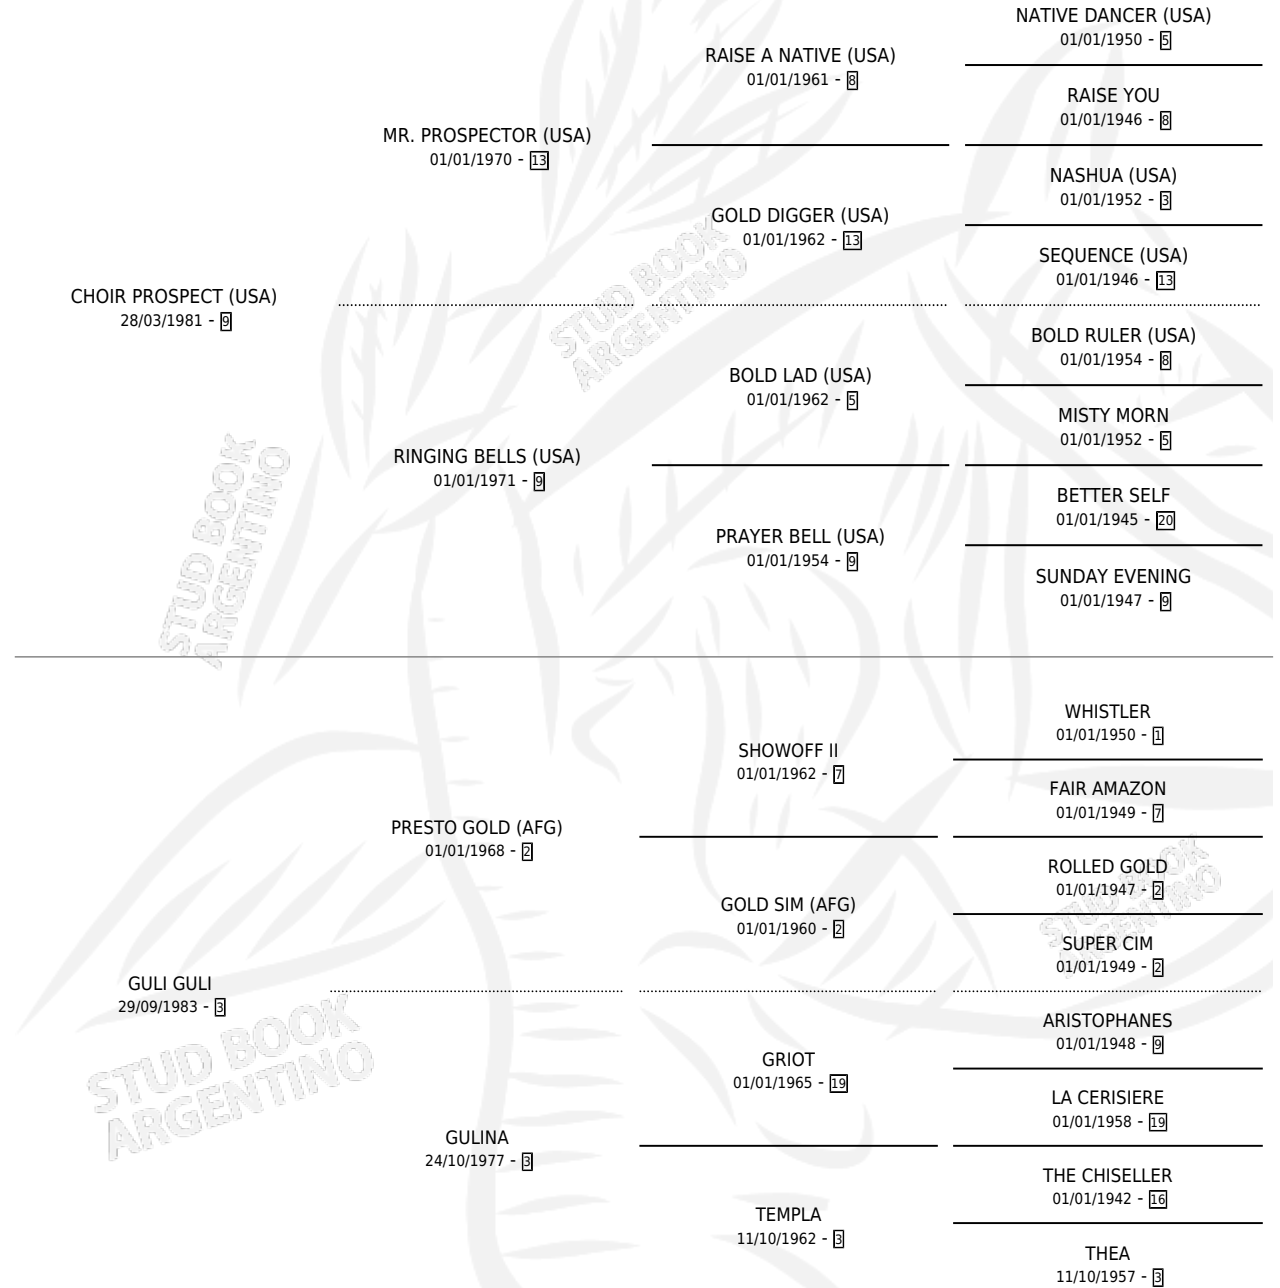 NATIVE DANCER (USA)
01/01/1950 - 5
RAISE A NATIVE (USA)
01/01/1961 - 8
RAISE YOU
01/01/1946 - 8
MR. PROSPECTOR (USA)
01/01/1970 - 13
NASHUA (USA)
01/01/1952 - 3
GOLD DIGGER (USA)
01/01/1962 - 13
SEQUENCE (USA)
01/01/1946 - 13
CHOIR PROSPECT (USA)
28/03/1981 - 9
STUD BOOK
ARGENTINO
BOLD RULER (USA)
01/01/1954 - 8
BOLD LAD (USA)
01/01/1962 - 5
MISTY MORN
01/01/1952 - 5
RINGING BELLS (USA)
01/01/1971 - 9
BETTER SELF
01/01/1945 - 20
PRAYER BELL (USA)
01/01/1954 - 9
SUNDAY EVENING
01/01/1947 - 9
STUD BOOK
ARGENTINO
WHISTLER
01/01/1950 - 1
SHOWOFF II
01/01/1962 - 7
FAIR AMAZON
01/01/1949 - 7
PRESTO GOLD (AFG)
01/01/1968 - 2
ROLLED GOLD
01/01/1947 - 2
GOLD SIM (AFG)
01/01/1960 - 2
SUPER CIM
01/01/1949 - 2
STUD BOOK
ARGENTINO
GULI GULI
29/09/1983 - 3
ARISTOPHANES
01/01/1948 - 9
GRIOT
01/01/1965 - 19
LA CERISIERE
01/01/1958 - 19
GULINA
24/10/1977 - 3
THE CHISELLER
01/01/1942 - 16
TEMPLA
11/10/1962 - 3
THEA
11/10/1957 - 3
STUD BOOK
ARGENTINO